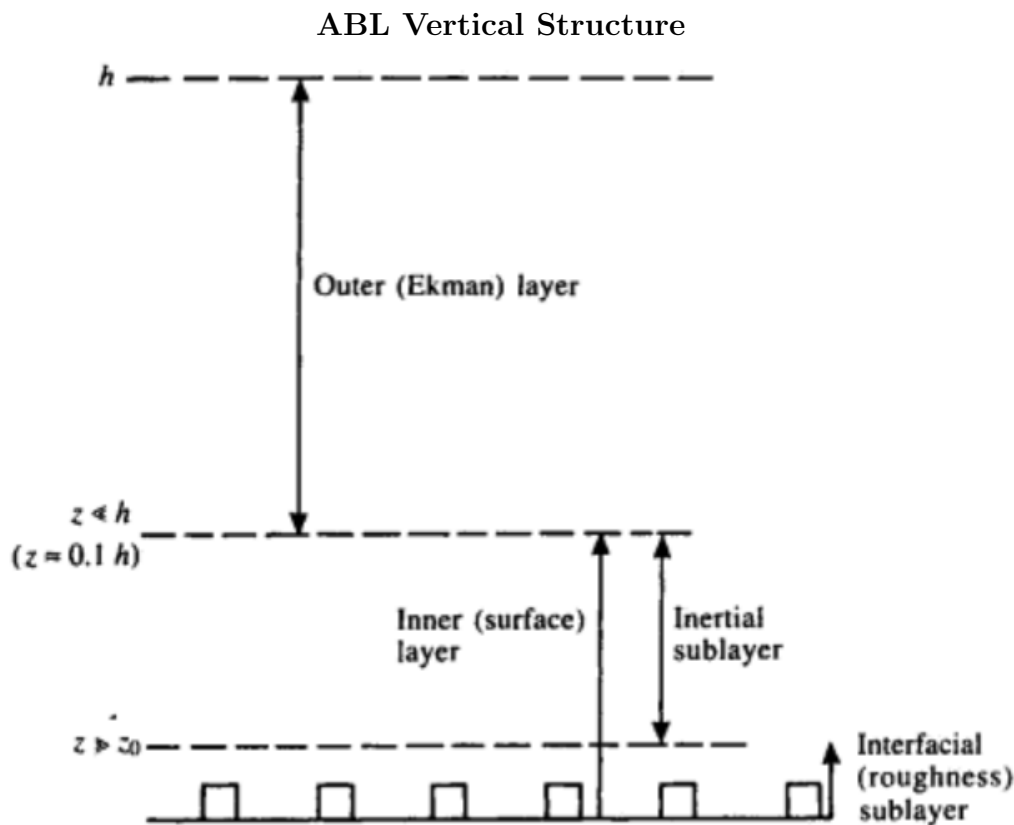 ABL Vertical Structure
h
Outer (Ekman) layer
z ≪ h
(z ≈ 0.1 h)
Inner (surface)
layer
Inertial
sublayer
z ≫ z₀
Interfacial
(roughness)
sublayer